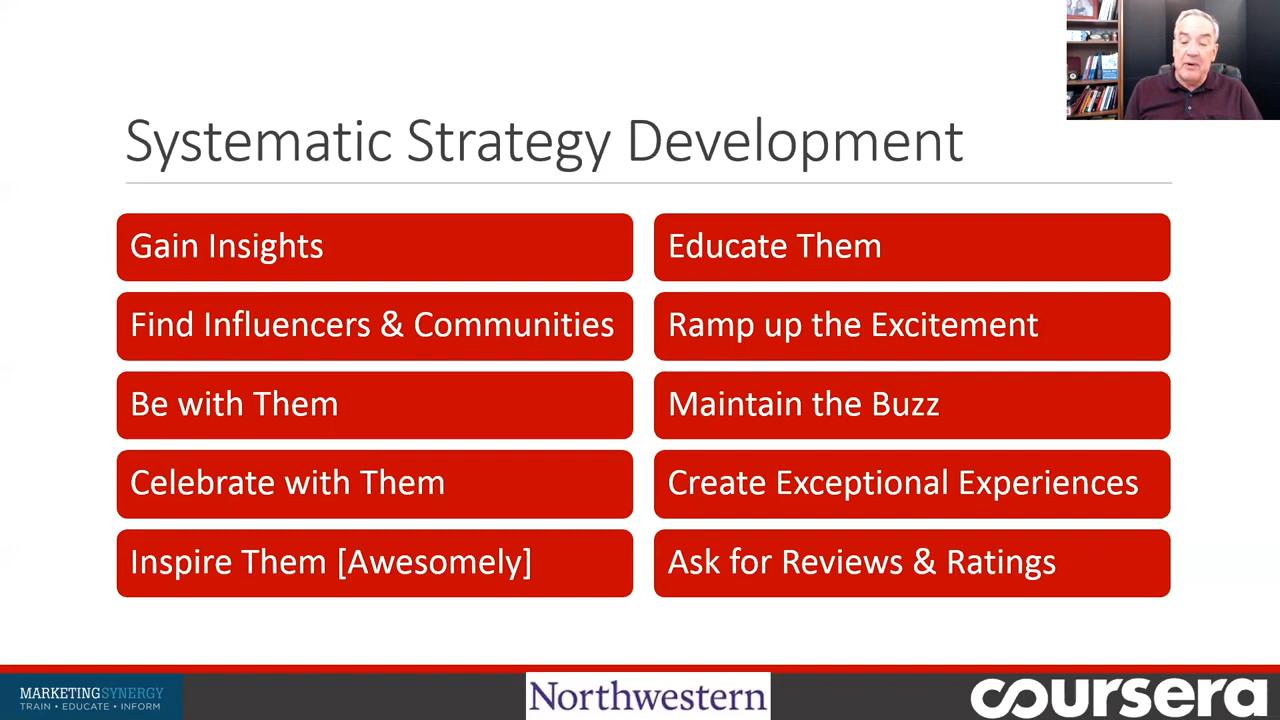 Systematic Strategy Development
Gain Insights
Find Influencers & Communities
Be with Them
Celebrate with Them
Inspire Them [Awesomely]
Educate Them
Ramp up the Excitement
Maintain the Buzz
Create Exceptional Experiences
Ask for Reviews & Ratings
MARKETINGSYNERGY
TRAIN • EDUCATE • INFORM
Northwestern
coursera